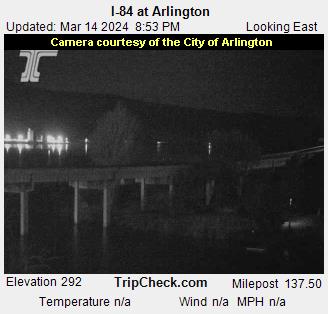 I-84 at Arlington
Updated: Mar 14 2024 8:53 PM Looking East
Camera courtesy of the City of Arlington
Elevation 292 TripCheck.com Milepost 137.50
Temperature n/a Wind n/a MPH n/a